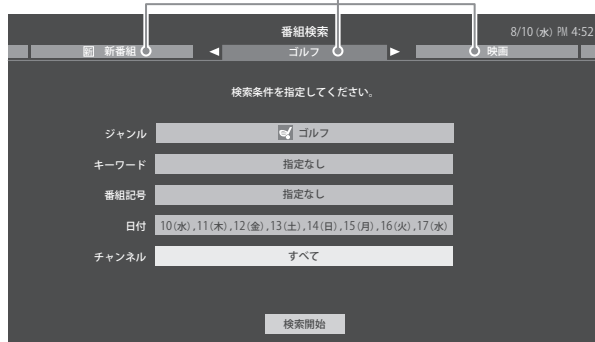 番組検索
8/10(水) PM 4:52
新 新番組
◀ ゴルフ ▶
映画
検索条件を指定してください。
ジャンル ゴルフ
キーワード 指定なし
番組記号 指定なし
日付 10(水),11(木),12(金),13(土),14(日),15(月),16(火),17(水)
チャンネル すべて
検索開始